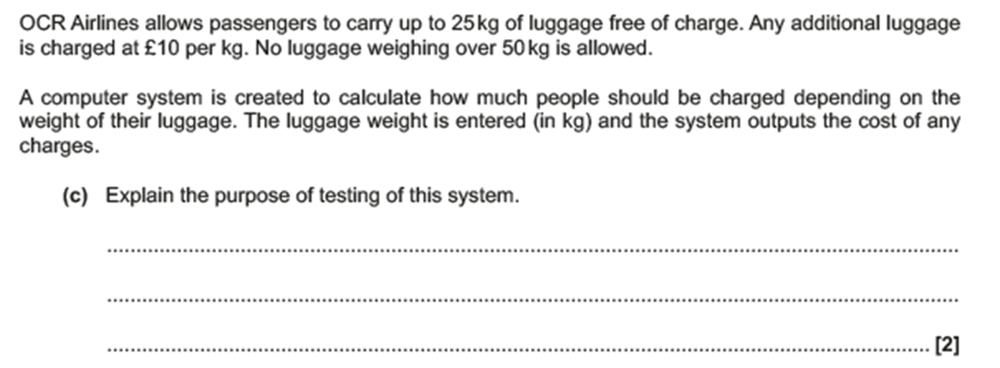 OCR Airlines allows passengers to carry up to 25 kg of luggage free of charge. Any additional luggage
is charged at £10 per kg. No luggage weighing over 50 kg is allowed.
A computer system is created to calculate how much people should be charged depending on the
weight of their luggage. The luggage weight is entered (in kg) and the system outputs the cost of any
charges.
(c) Explain the purpose of testing of this system.
[2]